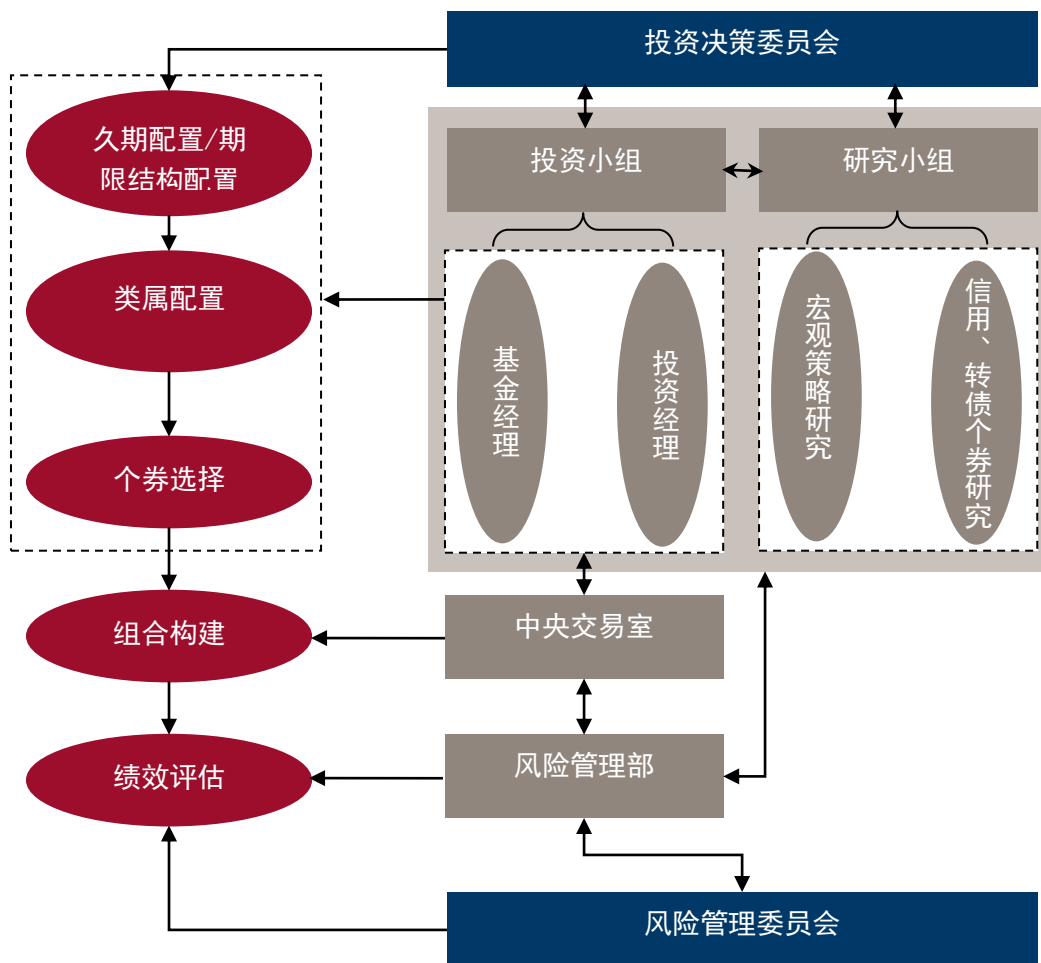 投资决策委员会
久期配置/期
限结构配置
投资小组
研究小组
类属配置
基金经理
投资经理
宏观策略研究
信用、转债个券研究
个券选择
组合构建
中央交易室
绩效评估
风险管理部
风险管理委员会